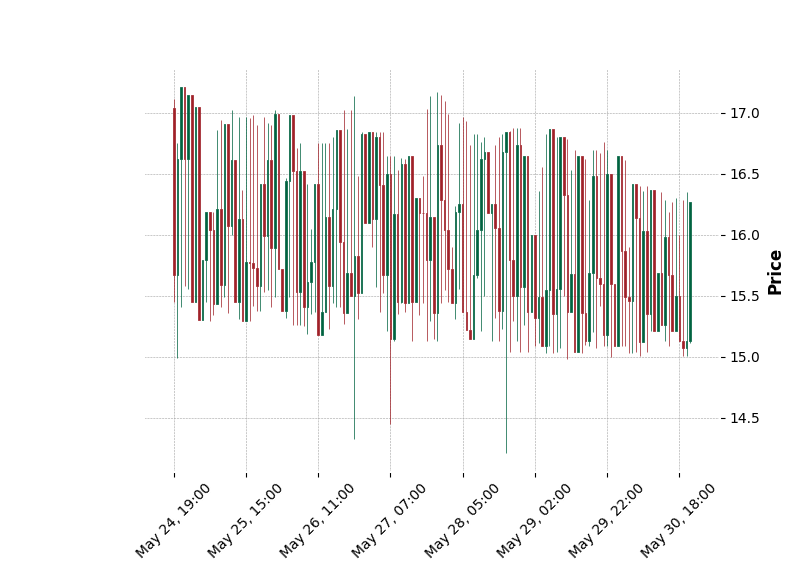 17.0
16.5
16.0
15.5
15.0
14.5
Price
May 24, 19:00
May 25, 15:00
May 26, 11:00
May 27, 07:00
May 28, 05:00
May 29, 02:00
May 29, 22:00
May 30, 18:00